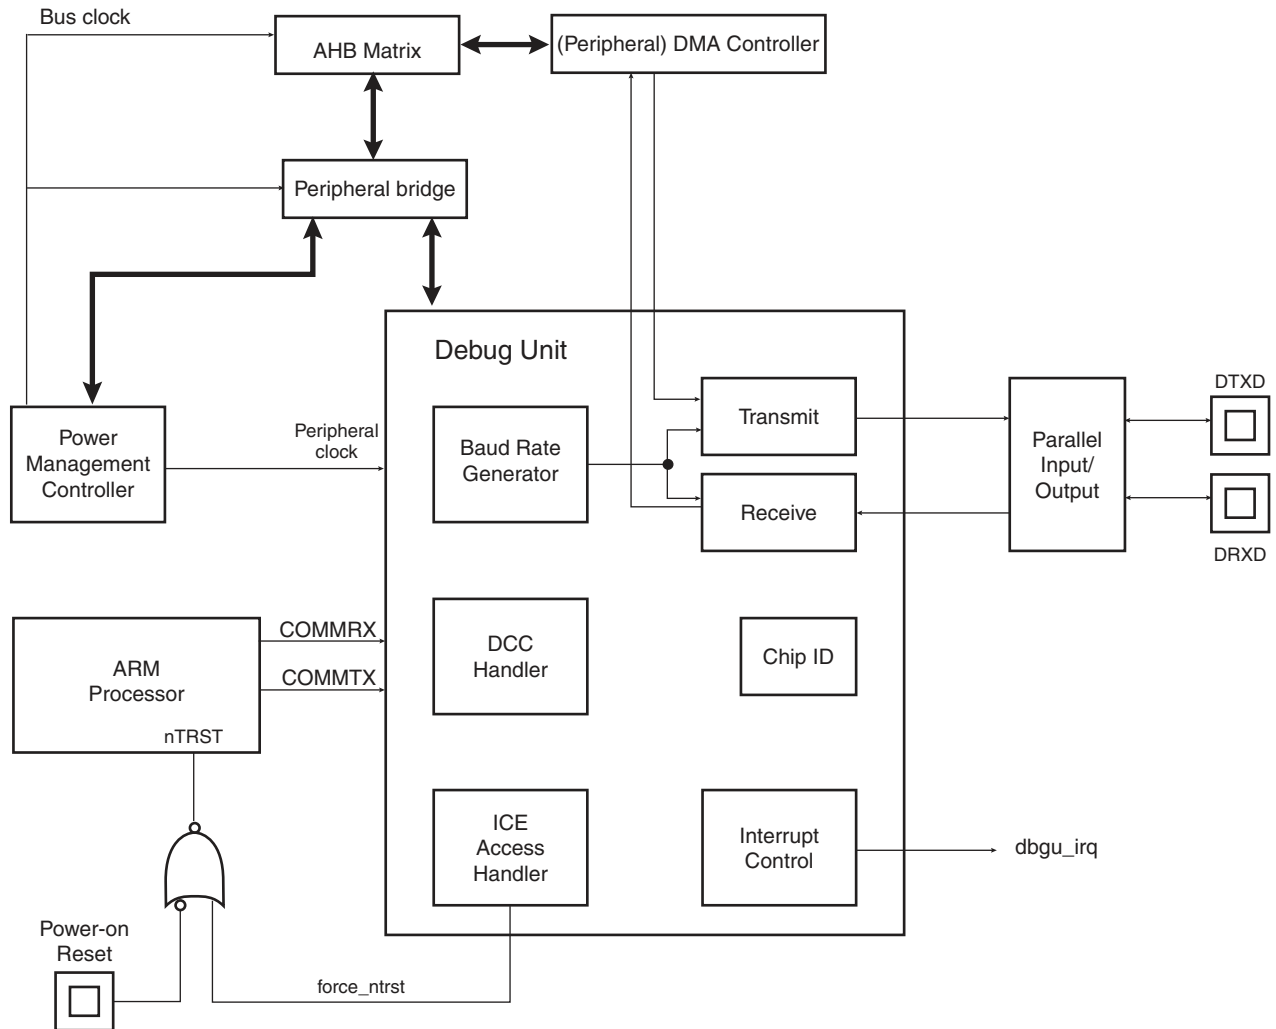 Bus clock
AHB Matrix
(Peripheral) DMA Controller
Peripheral bridge
Debug Unit
Power
Management
Controller
Peripheral
clock
Baud Rate
Generator
Transmit
Receive
Parallel
Input/
Output
DTXD
DRXD
ARM
Processor
nTRST
COMMRX
COMMTX
DCC
Handler
Chip ID
ICE
Access
Handler
Interrupt
Control
dbgu_irq
Power-on
Reset
force_ntrst